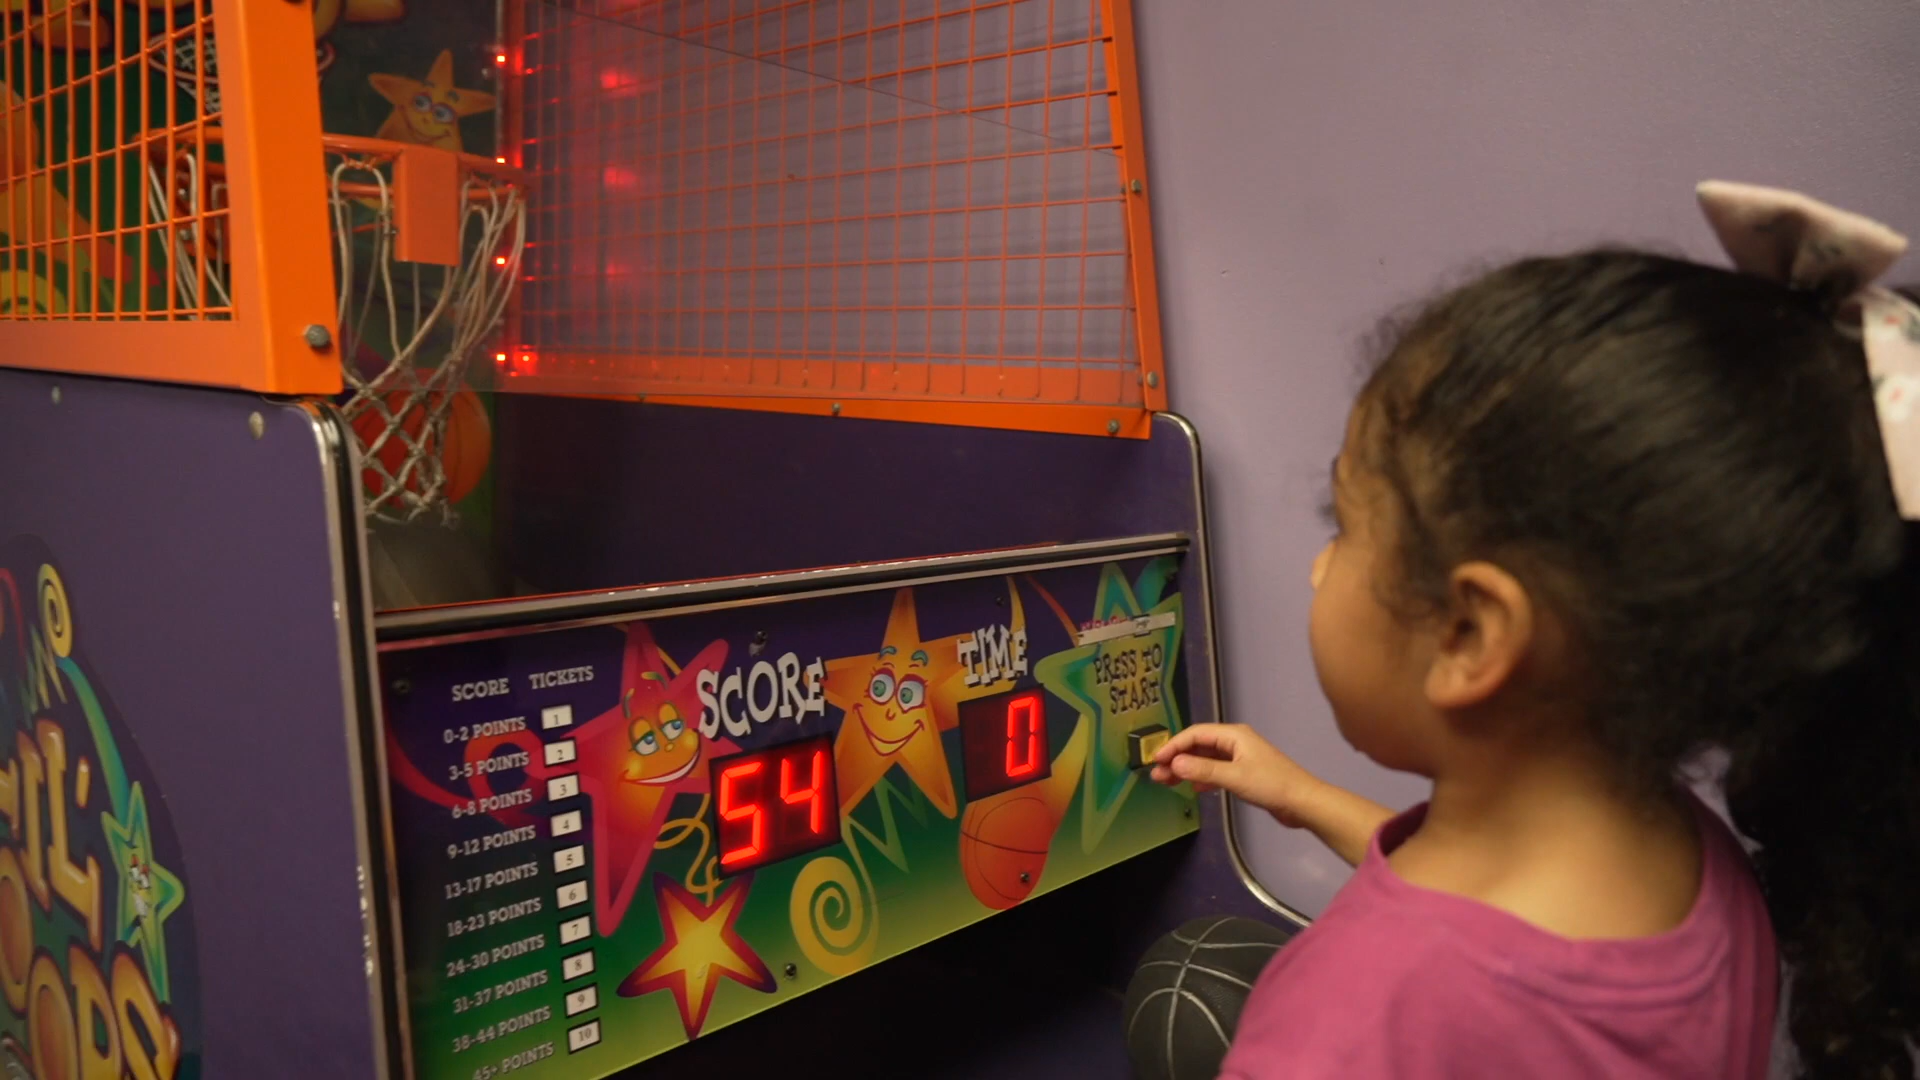 SCORE TICKETS
0-2 POINTS 1
3-5 POINTS 2
6-8 POINTS 3
9-12 POINTS 4
13-17 POINTS 5
18-23 POINTS 6
24-30 POINTS 7
31-37 POINTS 8
38-44 POINTS 9
45+ POINTS 10
SCORE
54
TIME
0
PRESS TO
START
LIL'
HOOPS